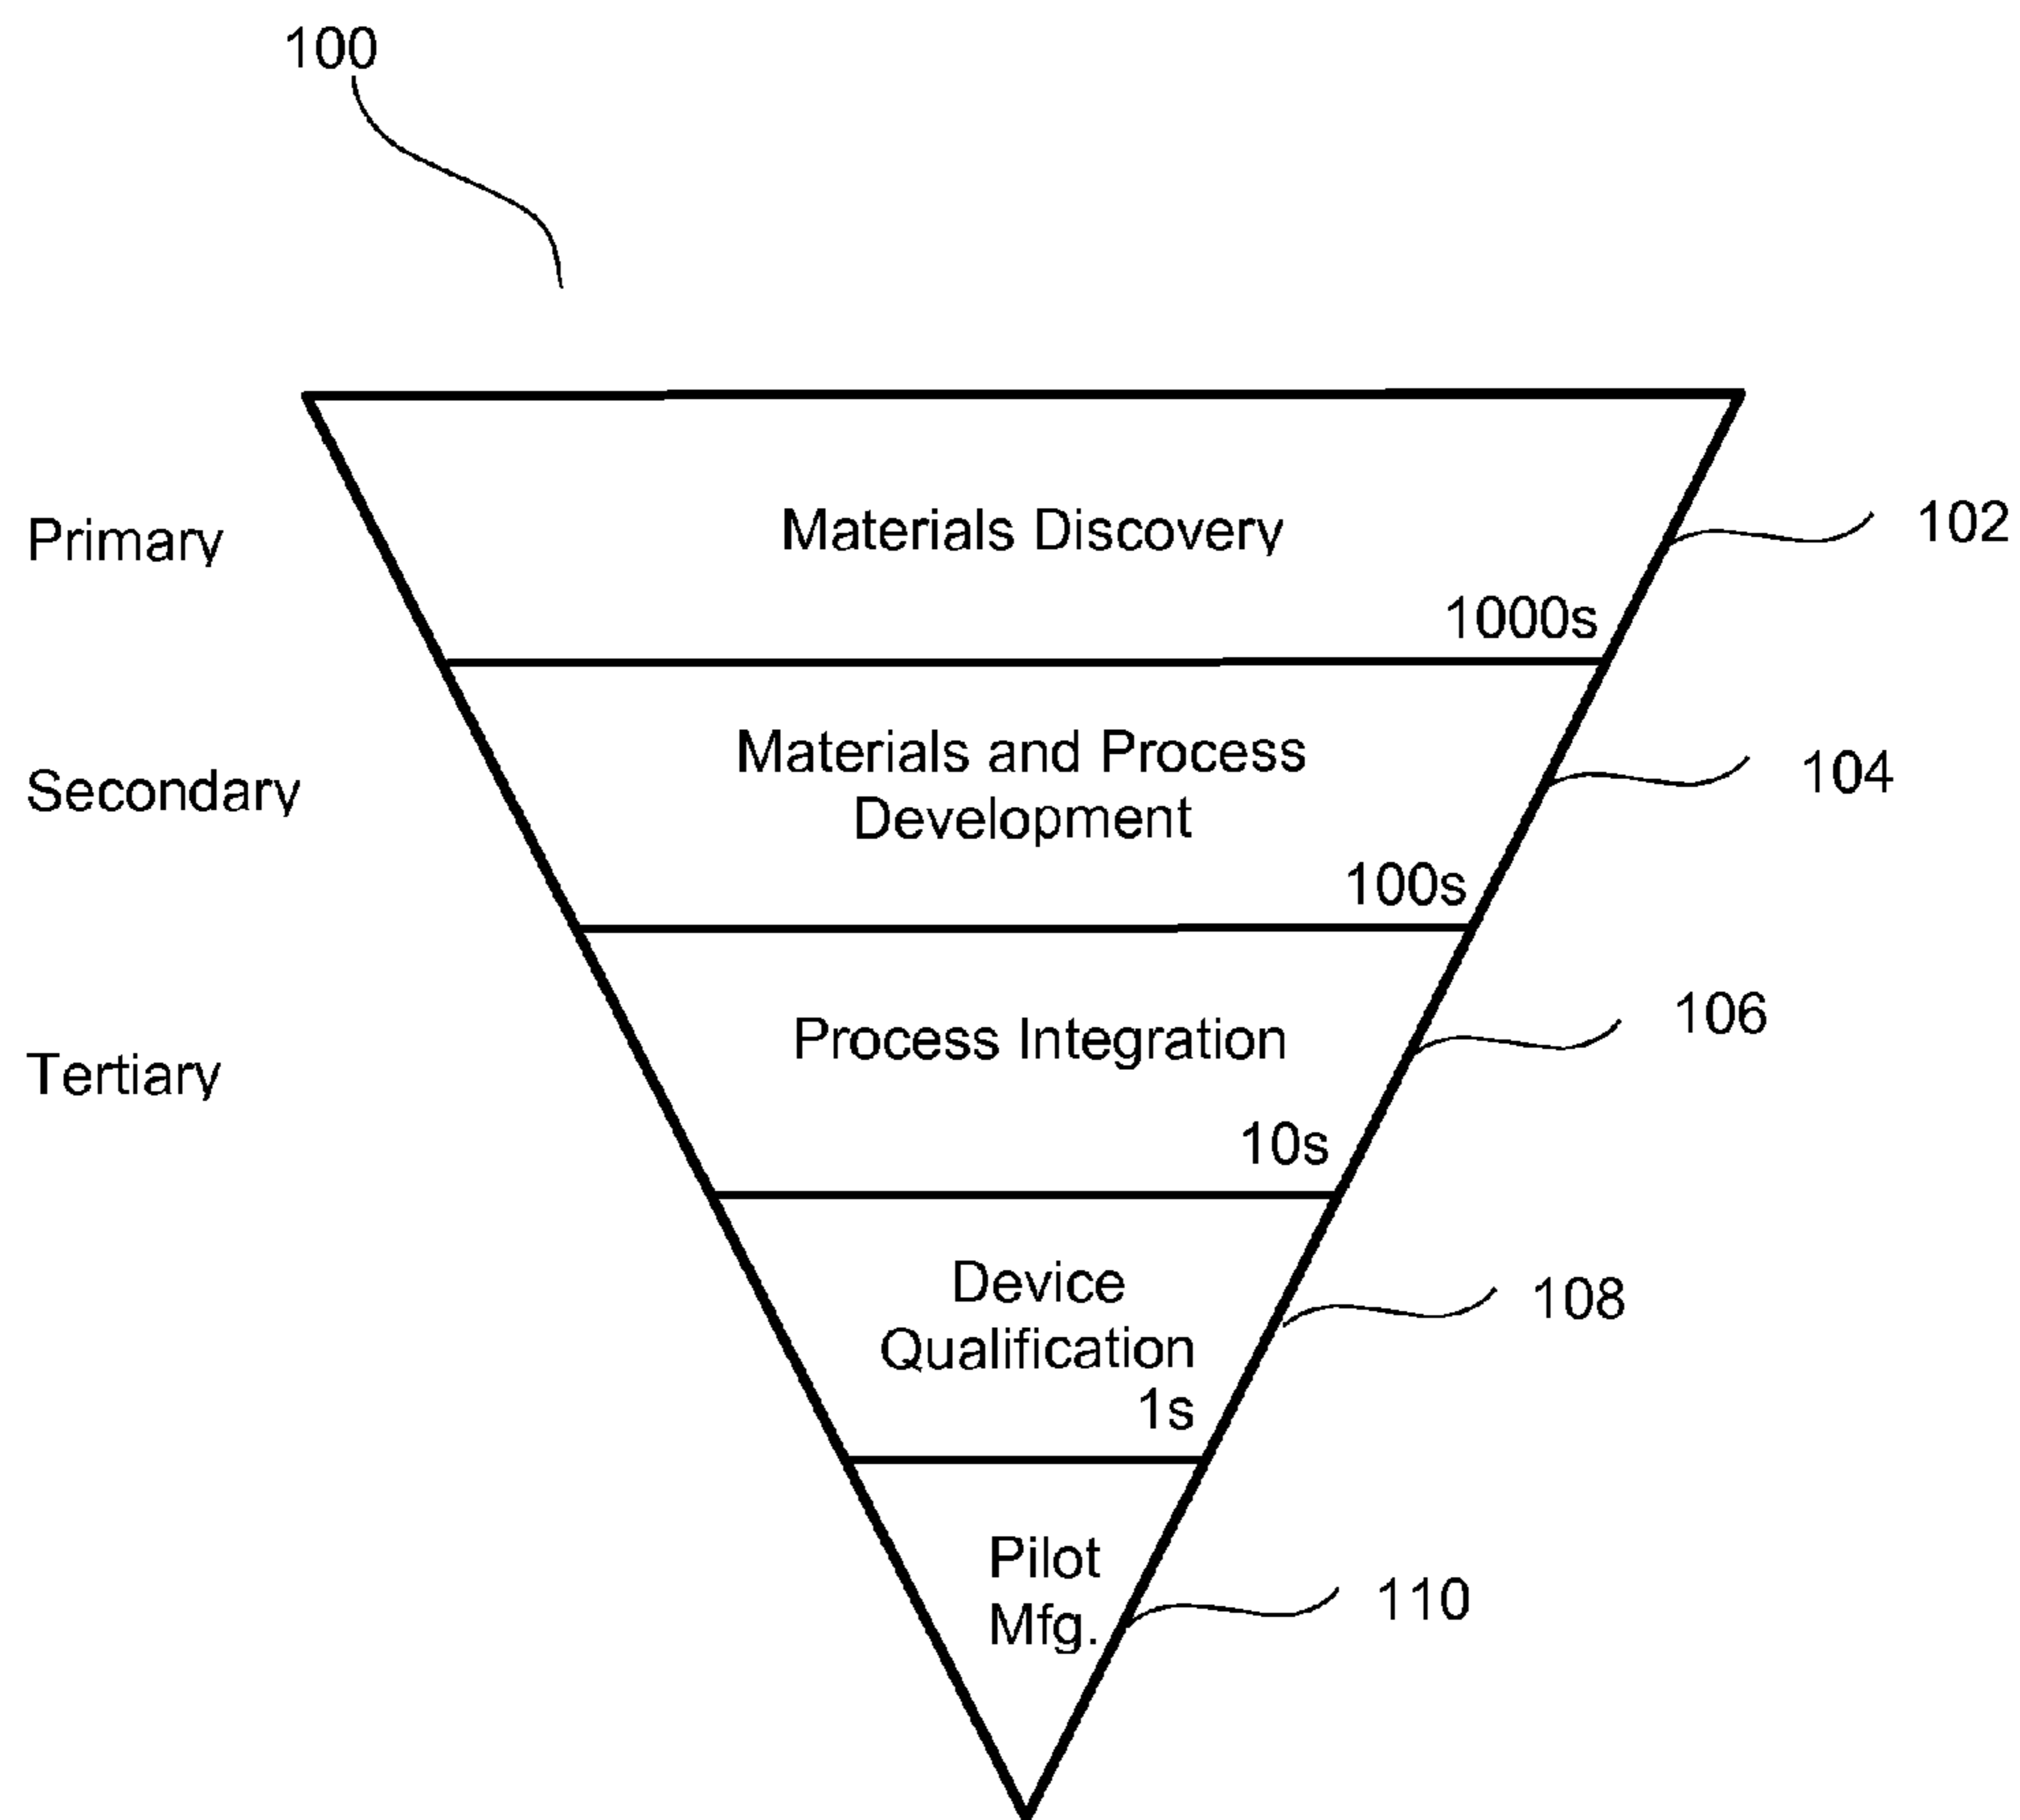 100
Primary
Materials Discovery
102
1000s
Secondary
Materials and Process
Development
104
100s
Tertiary
Process Integration
106
10s
Device
Qualification
108
1s
Pilot
Mfg.
110